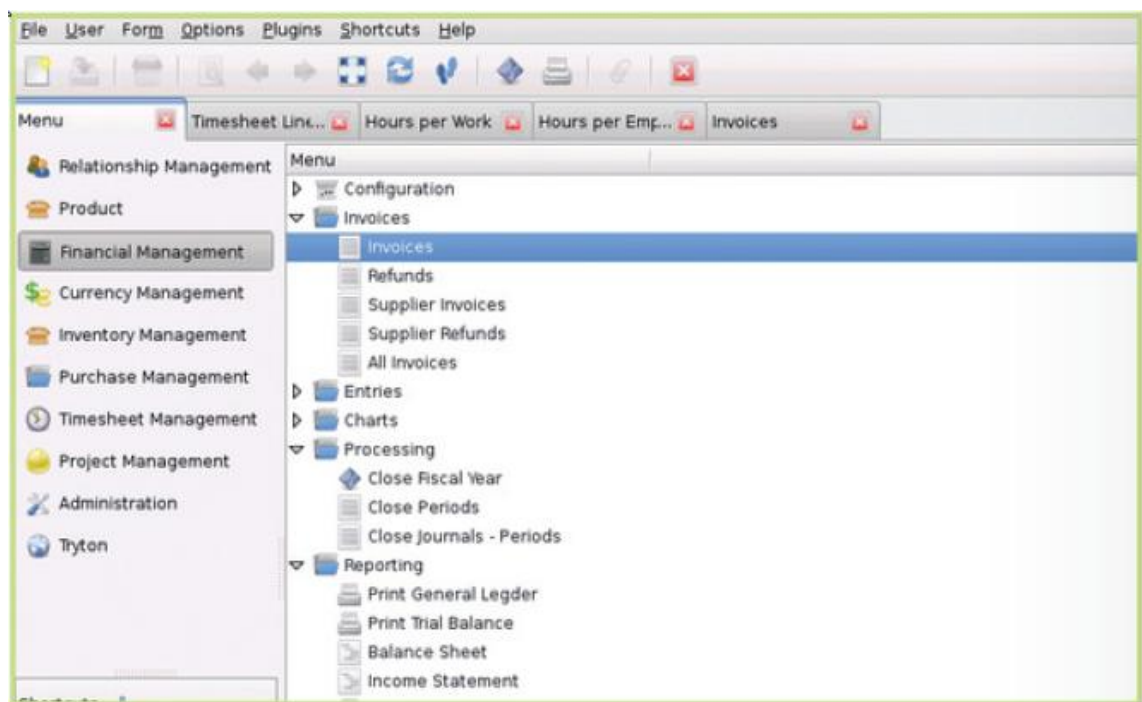 File User Form Options Plugins Shortcuts Help
Menu Timesheet Line... Hours per Work Hours per Emp... Invoices
Relationship Management
Product
Financial Management
Currency Management
Inventory Management
Purchase Management
Timesheet Management
Project Management
Administration
Tryton
Menu
Configuration
Invoices
Invoices
Refunds
Supplier Invoices
Supplier Refunds
All Invoices
Entries
Charts
Processing
Close Fiscal Year
Close Periods
Close Journals - Periods
Reporting
Print General Legder
Print Trial Balance
Balance Sheet
Income Statement